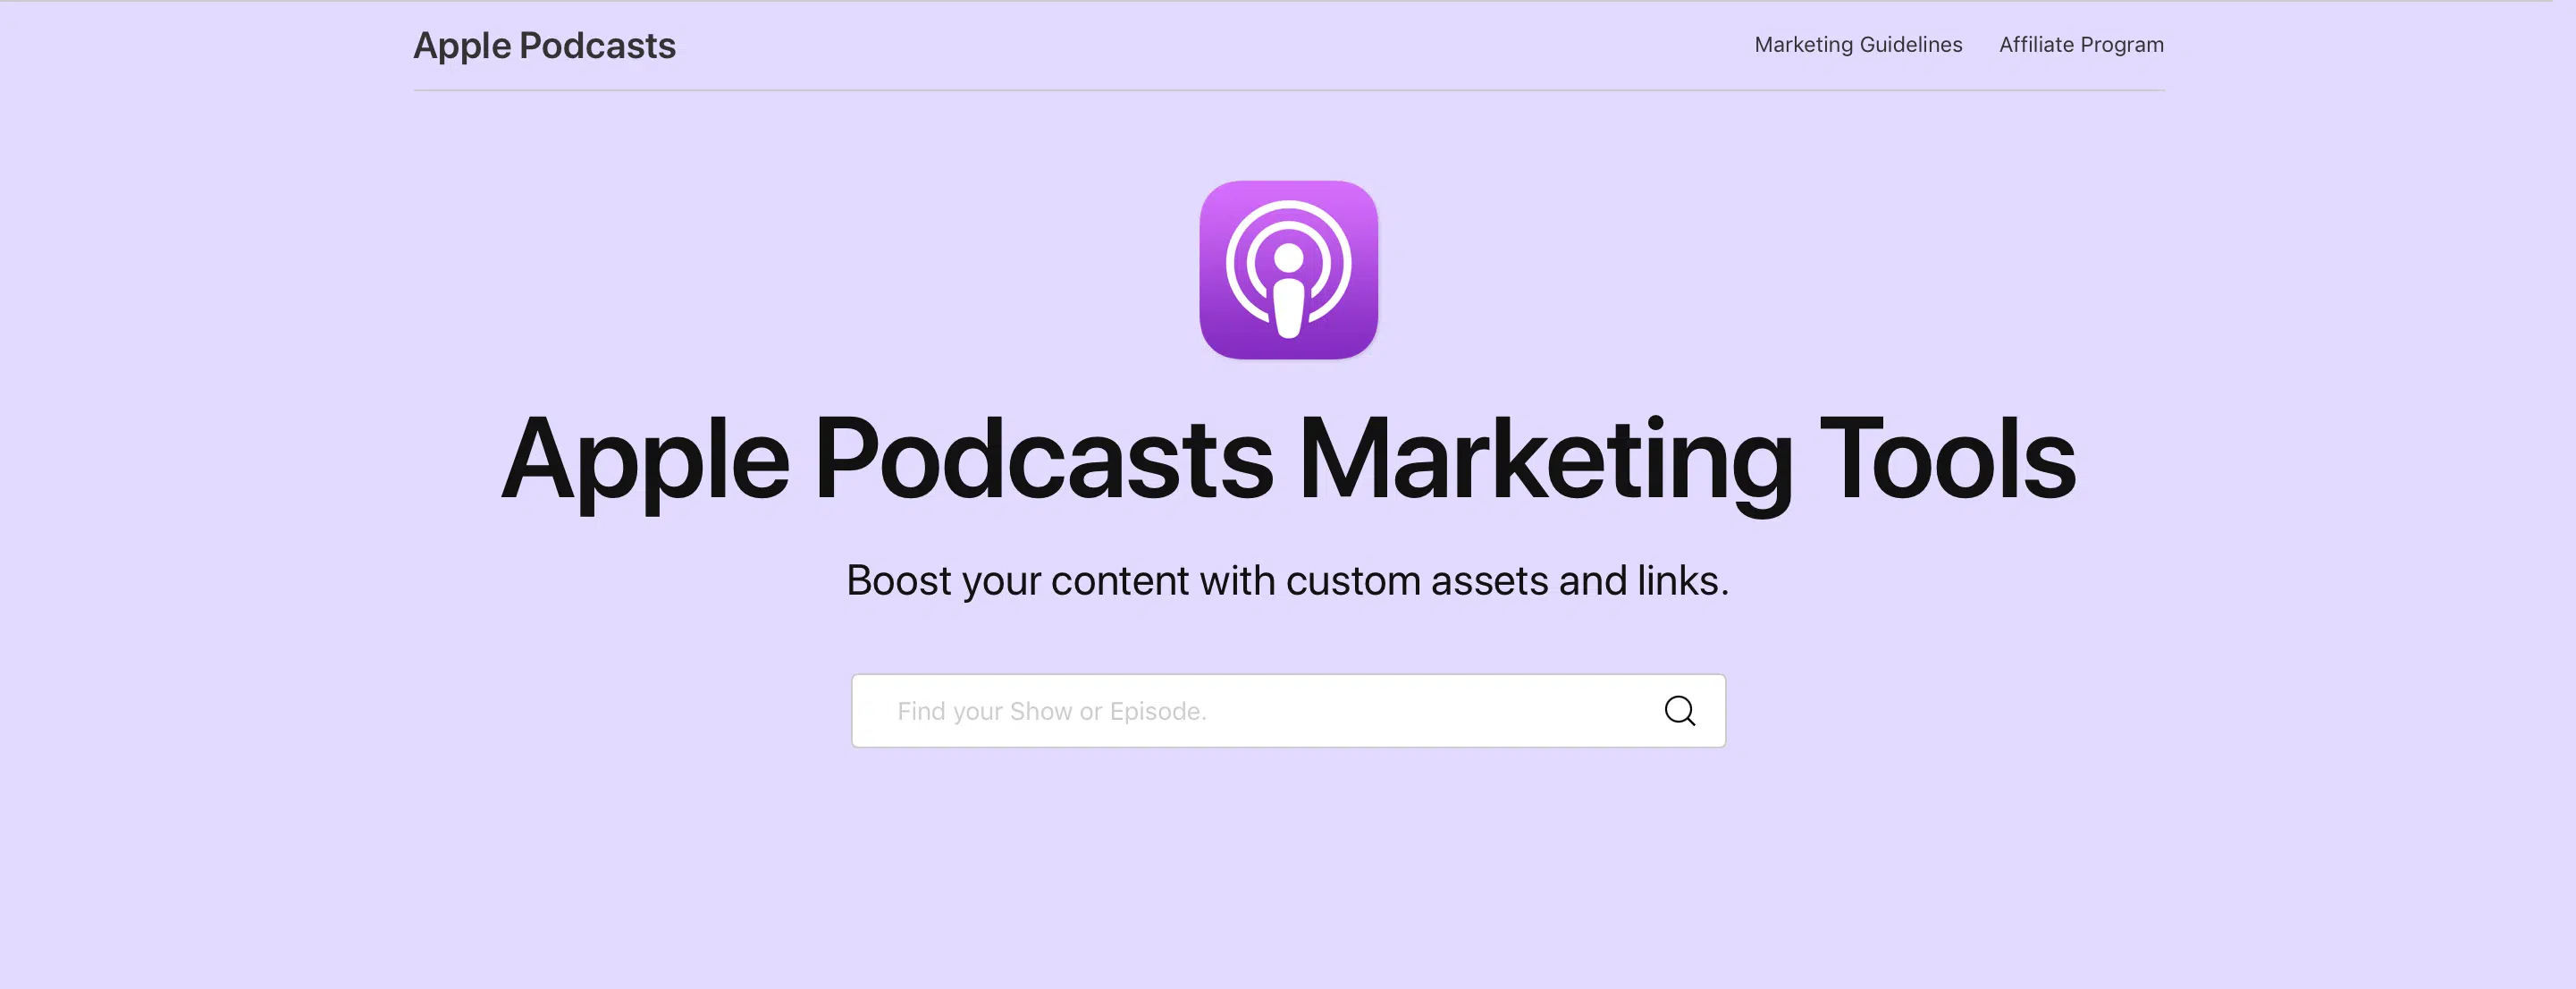 Apple Podcasts
Marketing Guidelines
Affiliate Program
Apple Podcasts Marketing Tools
Boost your content with custom assets and links.
Find your Show or Episode.